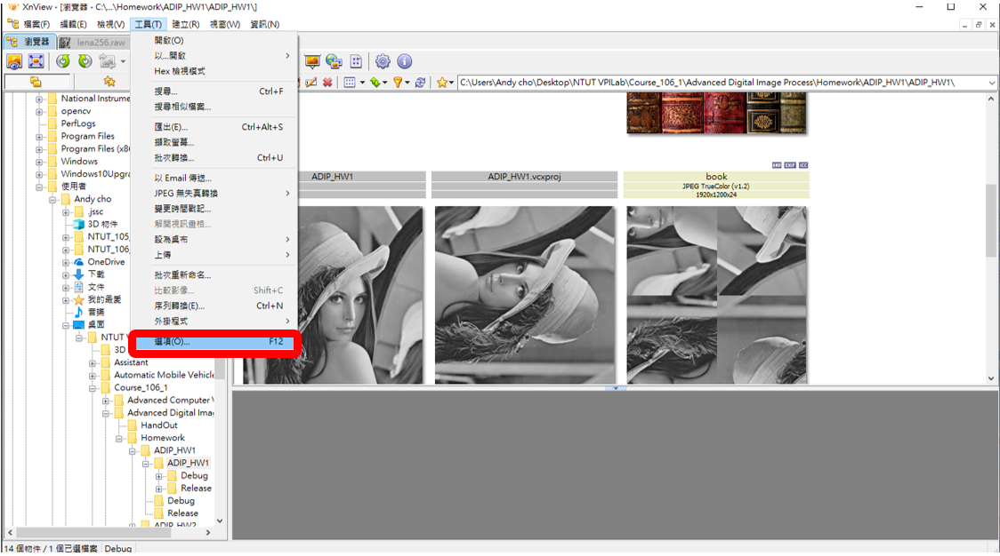 XnView - [瀏覽器 - C:\...\Homework\ADIP_HW1\ADIP_HW1\]
檔案(F) 編輯(E) 檢視(V) 工具(T) 建立(R) 視窗(W) 資訊(N)
瀏覽器 lena256.raw
C:\Users\Andy cho\Desktop\NTUT VPILab\Course_106_1\Advanced Digital Image Process\Homework\ADIP_HW1\ADIP_HW1\
開啟(O)
以...開啟
Hex 檢視模式
搜尋... Ctrl+F
搜尋相似檔案...
匯出(E)... Ctrl+Alt+S
擷取螢幕...
批次轉換... Ctrl+U
以 Email 傳送...
JPEG 無失真轉換
變更時間戳記...
解開視訊畫格...
設為桌布
上傳
批次重新命名...
比較影像... Shift+C
序列轉換(E)... Ctrl+N
外掛程式
選項(O)... F12
National Instrume
opencv
PerfLogs
Program Files
Program Files (x8
Windows
Windows10Upgra
使用者
Andy cho
.jssc
3D 物件
NTUT_105
NTUT_106
OneDrive
下載
文件
我的最愛
音樂
桌面
NTUT
3D
Assistant
Automatic Mobile Vehicle
Course_106_1
Advanced Computer
Advanced Digital Imag
HandOut
Homework
ADIP_HW1
ADIP_HW1
Debug
Release
Debug
Release
ADIP_HW2
XMP EXIF ICC
ADIP_HW1 ADIP_HW1.vcxproj book
JPEG TrueColor (v1.2)
1920x1200x24
14 個物件 / 1 個已選檔案 Debug